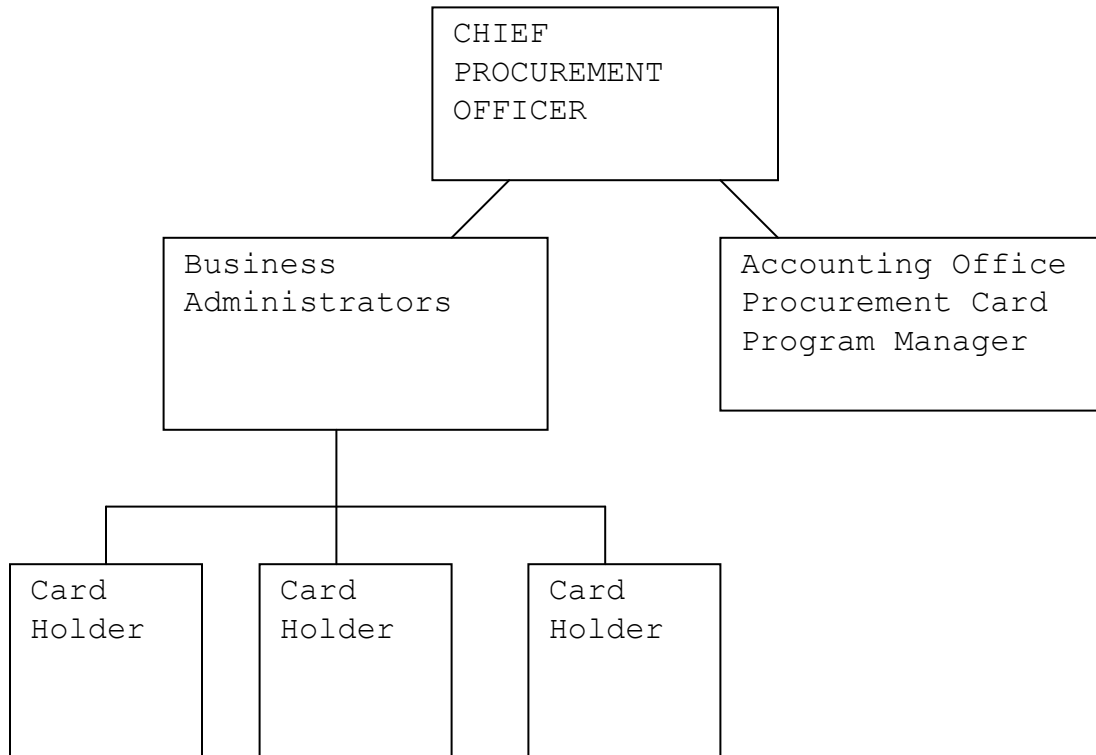 CHIEF
PROCUREMENT
OFFICER
Business
Administrators
Accounting Office
Procurement Card
Program Manager
Card
Holder
Card
Holder
Card
Holder